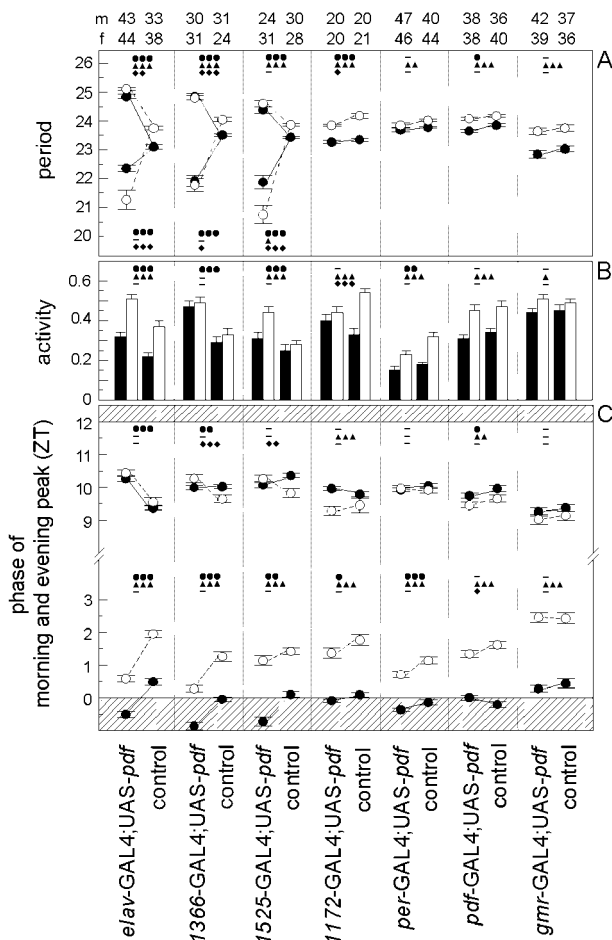 m 43 33 30 31 24 30 20 20 47 40 38 36 42 37
f 44 38 31 24 31 28 20 21 46 44 38 40 39 36
A
period
26
25
24
23
22
21
20
B
activity
0.6
0.4
0.2
0
C
phase of
morning and evening peak (ZT)
12
11
10
9
3
2
1
0
elav-GAL4;UAS-pdf
control
1366-GAL4;UAS-pdf
control
1525-GAL4;UAS-pdf
control
1172-GAL4;UAS-pdf
control
per-GAL4;UAS-pdf
control
pdf-GAL4;UAS-pdf
control
gmr-GAL4;UAS-pdf
control